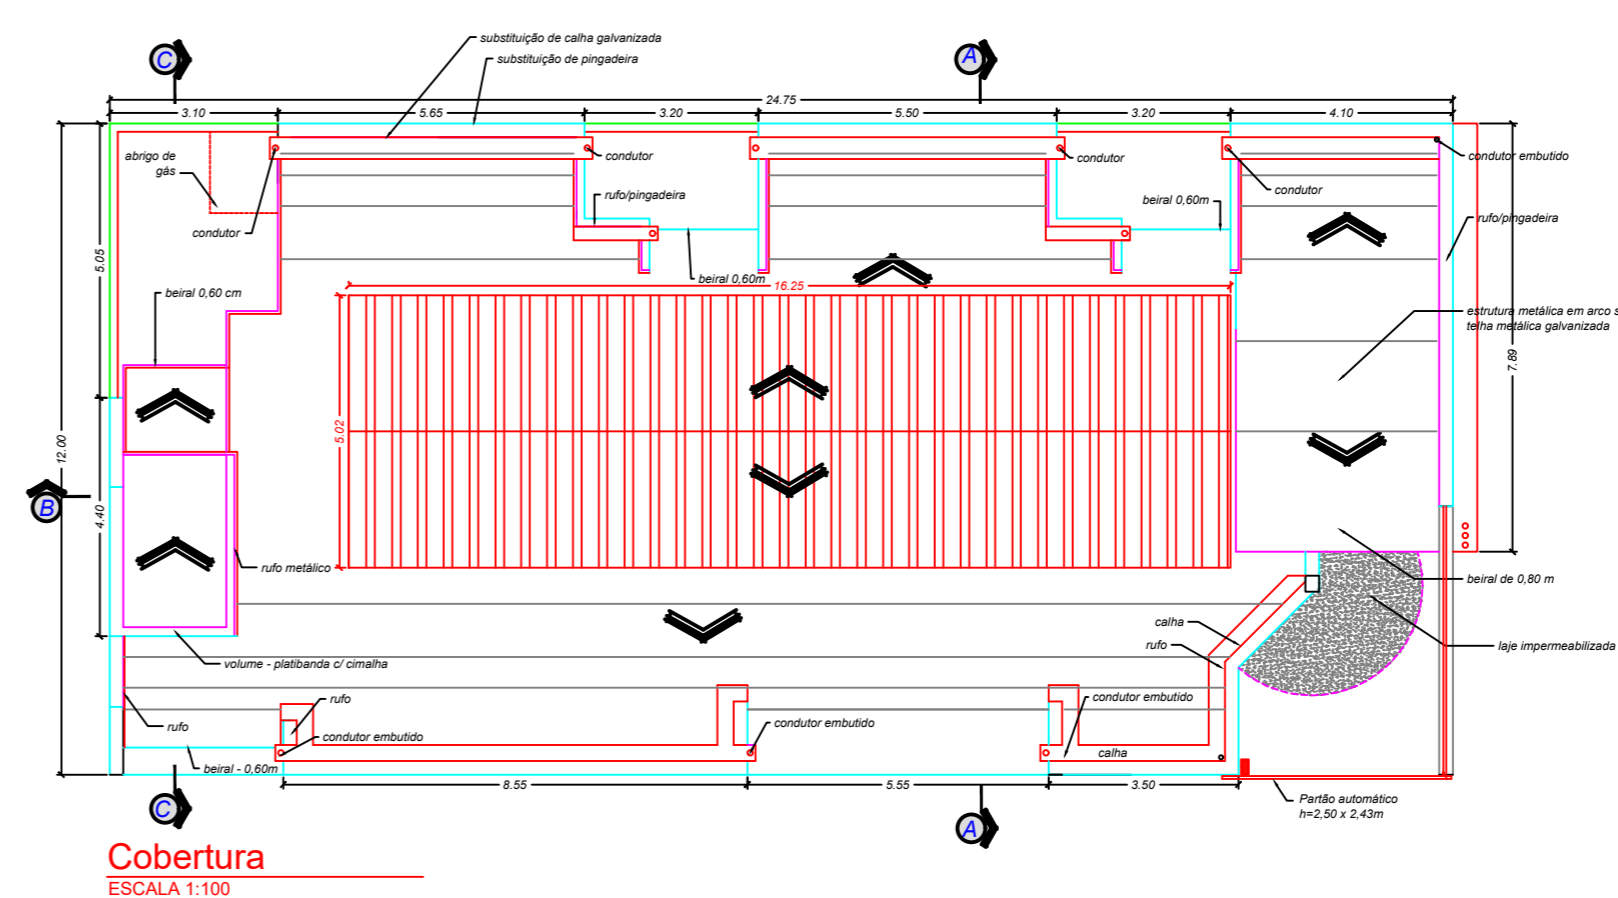 substituição de calha galvanizada
C
A
substituição de pingadeira
24.75
3.10
5.65
3.20
5.50
3.20
4.10
abrigo de
gás
condutor
condutor
condutor embutido
condutor
rufo/pingadeira
beiral 0,60m
rufo/pingadeira
condutor
5.05
beiral 0,60m
16.25
beiral 0,60 cm
estrutura metálica em arco s
telha metálica galvanizada
7.89
5.02
12.00
B
4.40
rufo metálico
beiral de 0,80 m
calha
rufo
laje impermeabilizada
volume - platibanda c/ cimalha
rufo
condutor embutido
rufo
condutor embutido
condutor embutido
calha
beiral - 0,60m
8.55
5.55
3.50
C
A
Partão automático
h=2,50 x 2,43m
Cobertura
ESCALA 1:100